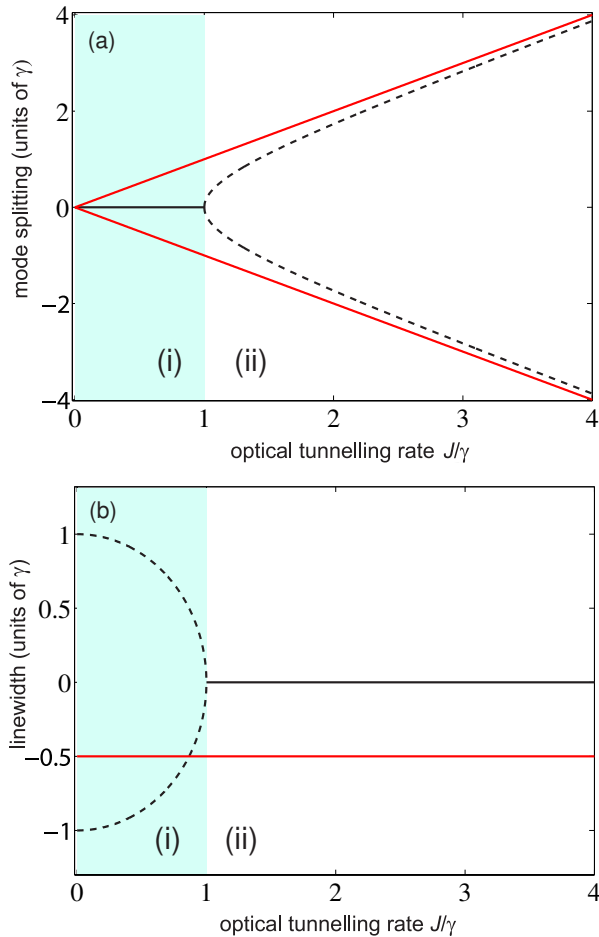 (a)
mode splitting (units of γ)
4
2
0
−2
−4
(i)
(ii)
0
1
2
3
4
optical tunnelling rate J/γ
(b)
linewidth (units of γ)
1
0.5
0
−0.5
−1
(i)
(ii)
0
1
2
3
4
optical tunnelling rate J/γ